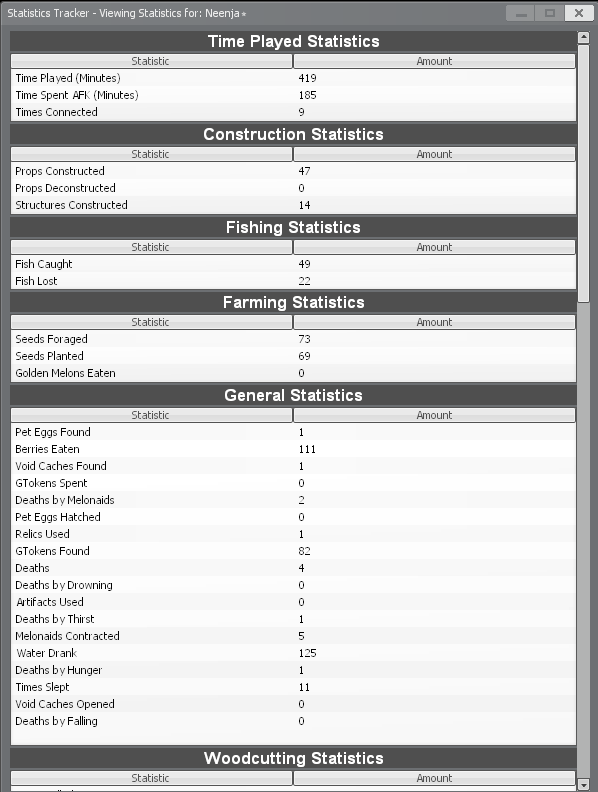 Statistics Tracker - Viewing Statistics for: Neenja*
Time Played Statistics
Statistic Amount
Time Played (Minutes) 419
Time Spent AFK (Minutes) 185
Times Connected 9
Construction Statistics
Statistic Amount
Props Constructed 47
Props Deconstructed 0
Structures Constructed 14
Fishing Statistics
Statistic Amount
Fish Caught 49
Fish Lost 22
Farming Statistics
Statistic Amount
Seeds Foraged 73
Seeds Planted 69
Golden Melons Eaten 0
General Statistics
Statistic Amount
Pet Eggs Found 1
Berries Eaten 111
Void Caches Found 1
GTokens Spent 0
Deaths by Melonaids 2
Pet Eggs Hatched 0
Relics Used 1
GTokens Found 82
Deaths 4
Deaths by Drowning 0
Artifacts Used 0
Deaths by Thirst 1
Melonaids Contracted 5
Water Drank 125
Deaths by Hunger 1
Times Slept 11
Void Caches Opened 0
Deaths by Falling 0
Woodcutting Statistics
Statistic Amount